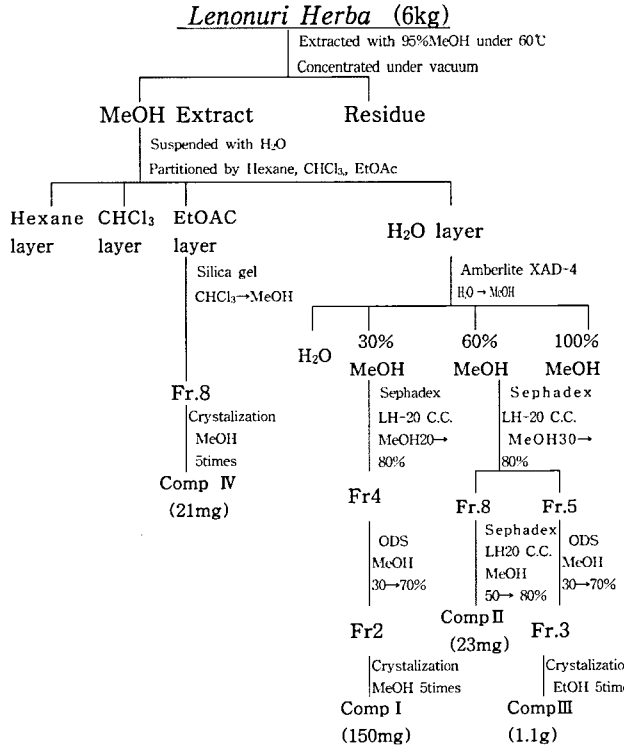 Lenonuri Herba (6kg)
Extracted with 95%MeOH under 60℃
Concentrated under vacuum
MeOH Extract
Residue
Suspended with H₂O
Partitioned by Hexane, CHCl₃, EtOAc
Hexane layer
CHCl₃ layer
EtOAC layer
H₂O layer
Silica gel
CHCl₃→MeOH
Amberlite XAD-4
H₂O→MeOH
H₂O
30% MeOH
60% MeOH
100% MeOH
Fr.8
Crystalization
MeOH
5times
Comp Ⅳ
(21mg)
Sephadex
LH-20 C.C.
MeOH20→
80%
Fr4
ODS
MeOH
30→70%
Fr2
Crystalization
MeOH 5times
Comp Ⅰ
(150mg)
Sephadex
LH-20 C.C.
MeOH30→
80%
Fr.8
Sephadex
LH20 C.C.
MeOH
50→ 80%
Comp Ⅱ
(23mg)
Fr.5
ODS
MeOH
30→70%
Fr.3
Crystalizatio
EtOH 5time
Comp Ⅲ
(1.1g)